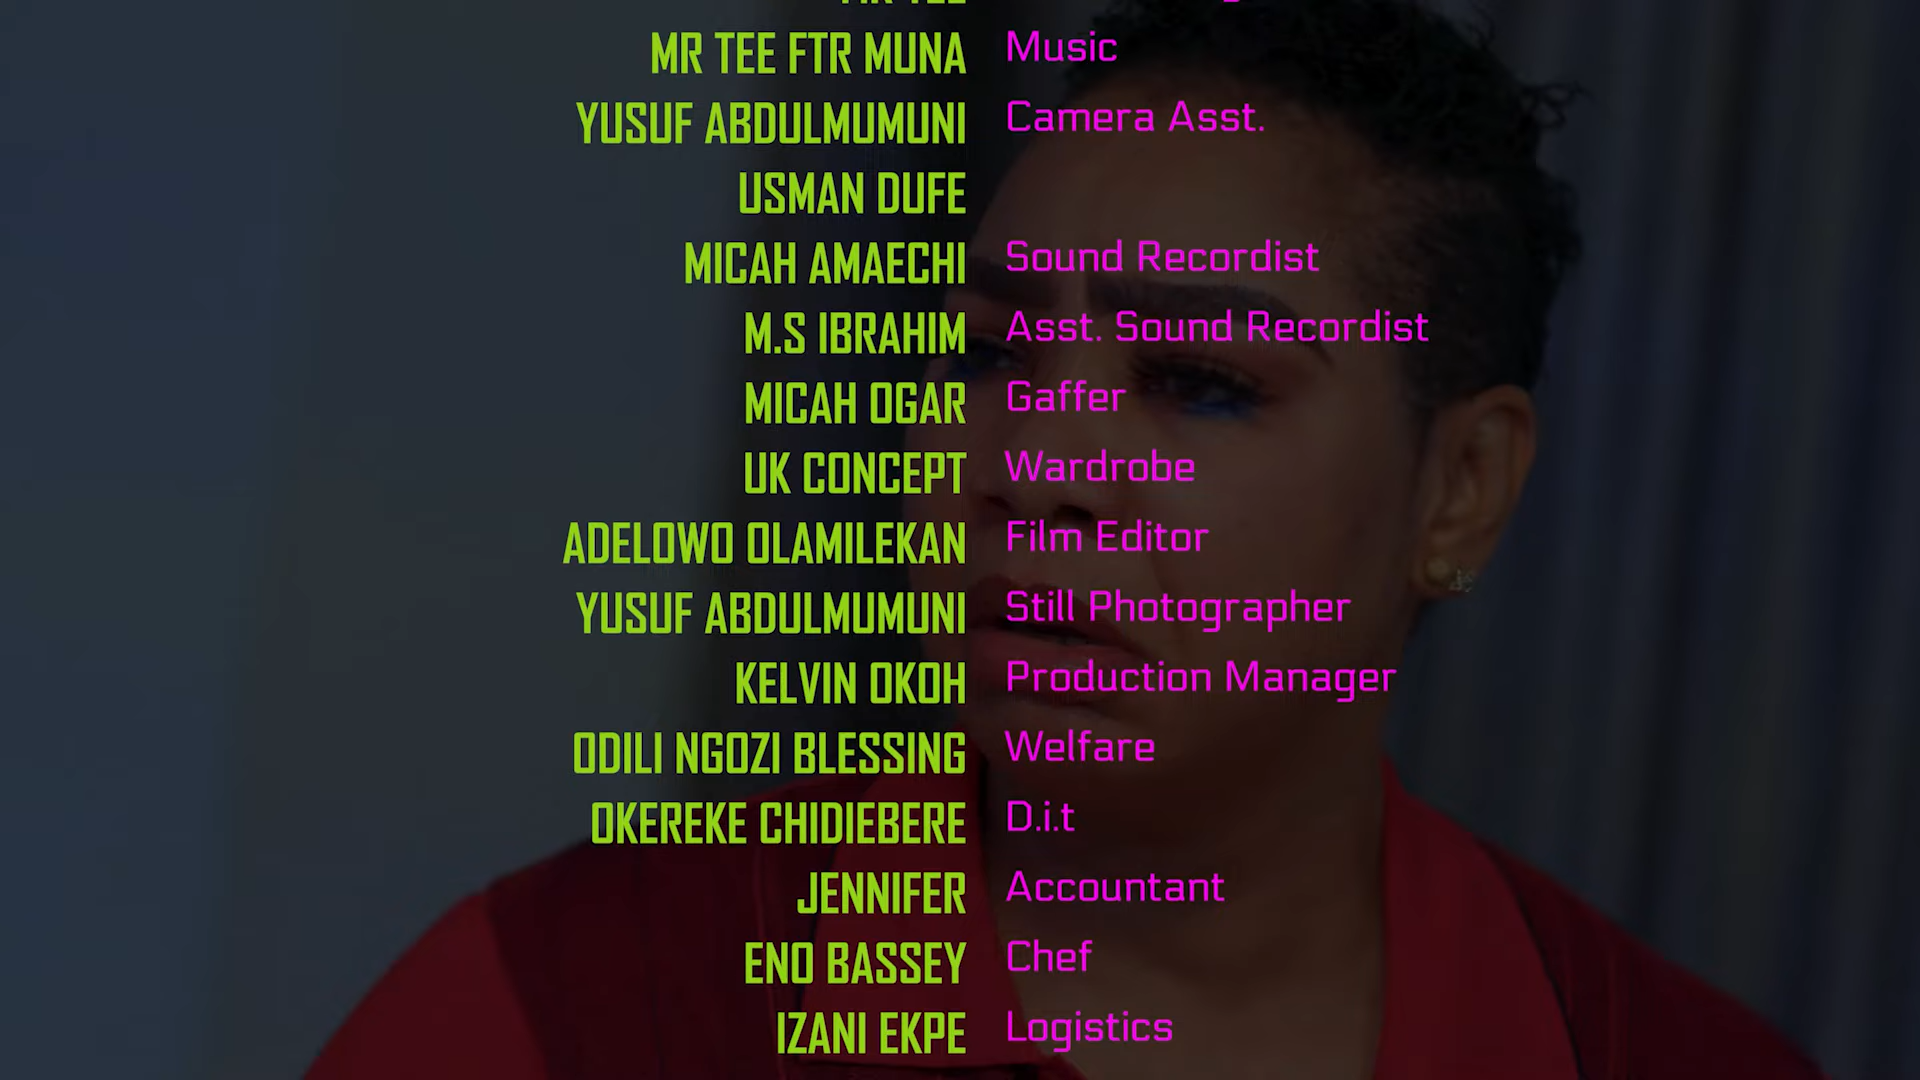 MR TEE FTR MUNA Music
YUSUF ABDULMUMUNI Camera Asst.
USMAN DUFE
MICAH AMAECHI Sound Recordist
M.S IBRAHIM Asst. Sound Recordist
MICAH OGAR Gaffer
UK CONCEPT Wardrobe
ADELOWO OLAMILEKAN Film Editor
YUSUF ABDULMUMUNI Still Photographer
KELVIN OKOH Production Manager
ODILI NGOZI BLESSING Welfare
OKEREKE CHIDIEBERE D.i.t
JENNIFER Accountant
ENO BASSEY Chef
IZANI EKPE Logistics